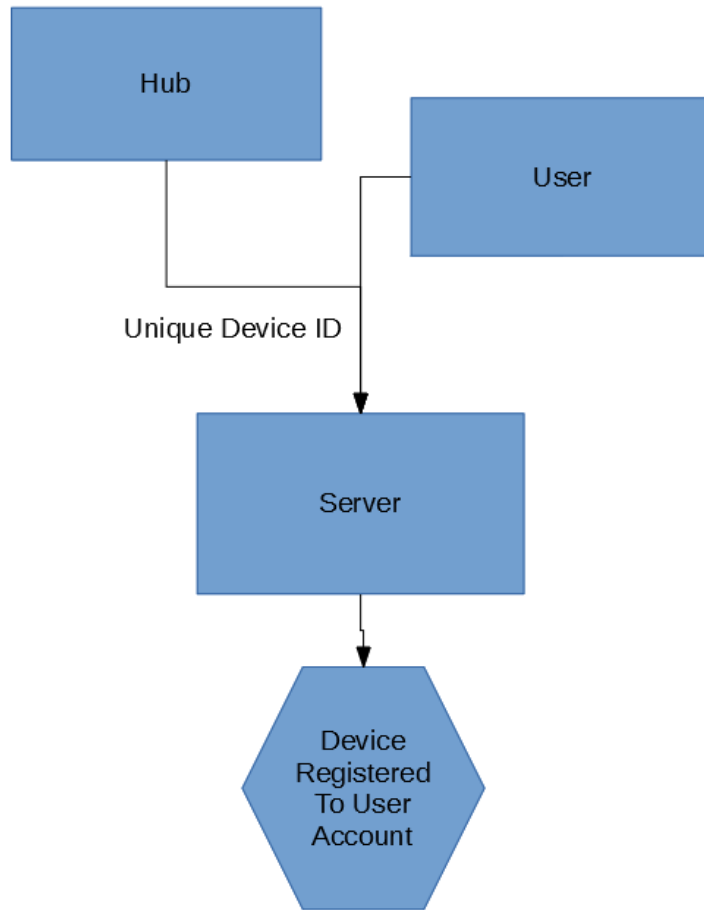 Hub
User
Unique Device ID
Server
Device
Registered
To User
Account